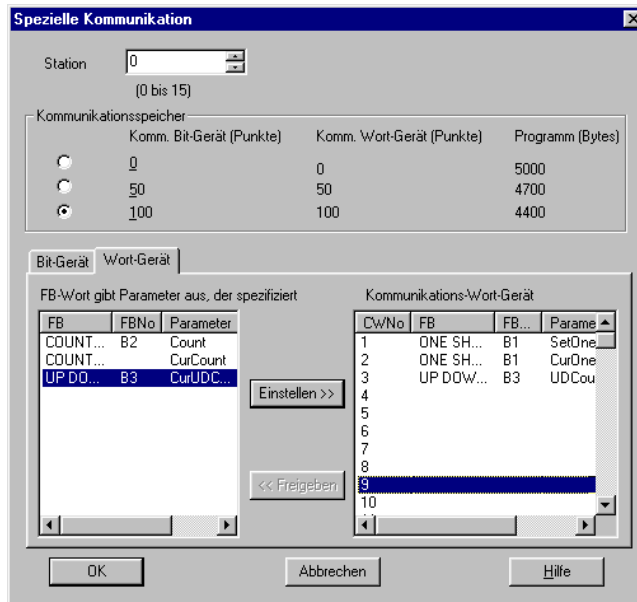 Spezielle Kommunikation
Station 0
(0 bis 15)
Kommunikationsspeicher
Komm. Bit-Gerät (Punkte) Komm. Wort-Gerät (Punkte) Programm (Bytes)
0 0 5000
50 50 4700
100 100 4400
Bit-Gerät Wort-Gerät
FB-Wort gibt Parameter aus, der spezifiziert
FB FBNo Parameter
COUNT... B2 Count
COUNT... CurCount
UP DO... B3 CurUDC...
Einstellen >>
<< Freigeben
Kommunikations-Wort-Gerät
CWNo FB FB... Parame
1 ONE SH... B1 SetOne
2 ONE SH... B1 CurOne
3 UP DOW... B3 UDCou
4
5
6
7
8
9
10
OK Abbrechen Hilfe